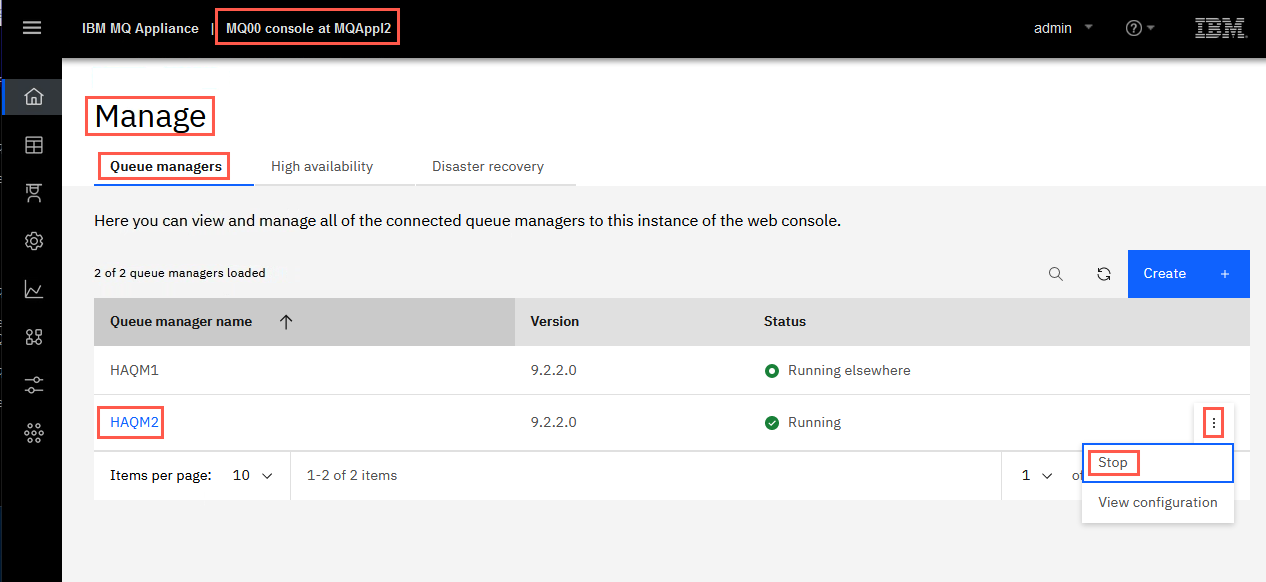 IBM MQ Appliance | MQ00 console at MQAppl2 admin IBM
Manage
Queue managers High availability Disaster recovery
Here you can view and manage all of the connected queue managers to this instance of the web console.
2 of 2 queue managers loaded Create +
Queue manager name Version Status
HAQM1 9.2.2.0 Running elsewhere
HAQM2 9.2.2.0 Running
Stop
Items per page: 10 1-2 of 2 items 1
View configuration